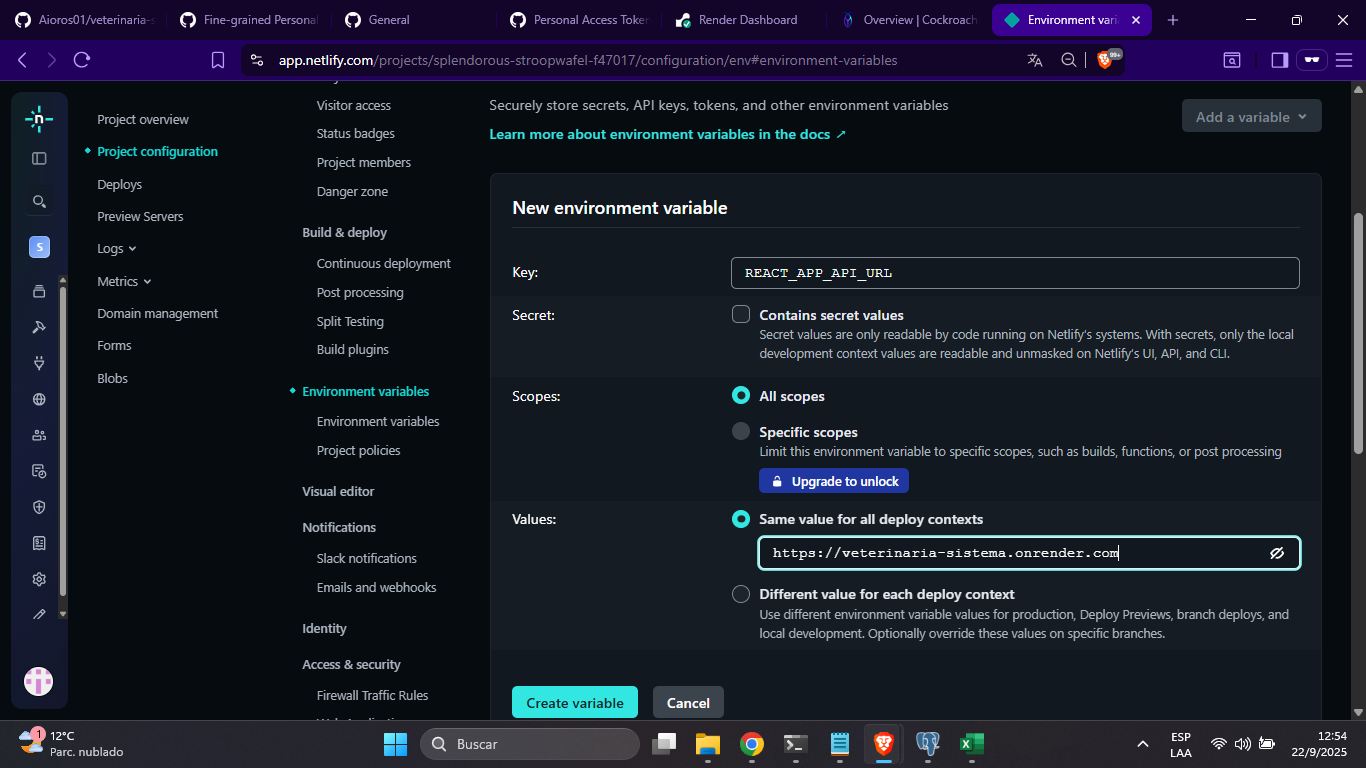 Aioros01/veterinaria-s
Fine-grained Personal
General
Personal Access Token
Render Dashboard
Overview | Cockroach
Environment varia
app.netlify.com/projects/splendorous-stroopwafel-f47017/configuration/env#environment-variables
99+
n
S
Project overview
Project configuration
Deploys
Preview Servers
Logs
Metrics
Domain management
Forms
Blobs
Visitor access
Status badges
Project members
Danger zone
Build & deploy
Continuous deployment
Post processing
Split Testing
Build plugins
Environment variables
Environment variables
Project policies
Visual editor
Notifications
Slack notifications
Emails and webhooks
Identity
Access & security
Firewall Traffic Rules
Securely store secrets, API keys, tokens, and other environment variables
Learn more about environment variables in the docs ↗
Add a variable
New environment variable
Key:
REACT_APP_API_URL
Secret:
Contains secret values
Secret values are only readable by code running on Netlify's systems. With secrets, only the local
development context values are readable and unmasked on Netlify's UI, API, and CLI.
Scopes:
All scopes
Specific scopes
Limit this environment variable to specific scopes, such as builds, functions, or post processing
Upgrade to unlock
Values:
Same value for all deploy contexts
https://veterinaria-sistema.onrender.com
Different value for each deploy context
Use different environment variable values for production, Deploy Previews, branch deploys, and
local development. Optionally override these values on specific branches.
Create variable
Cancel
1
12°C
Parc. nublado
Buscar
ESP
LAA
12:54
22/9/2025